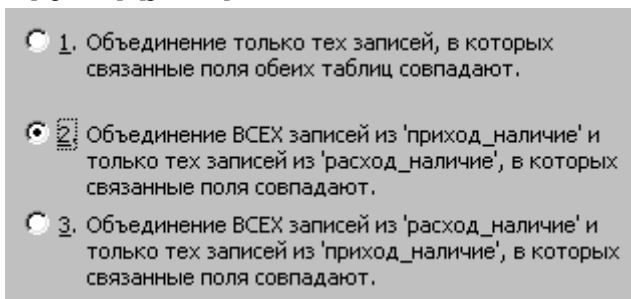 1. Объединение только тех записей, в которых
связанные поля обеих таблиц совпадают.
2. Объединение ВСЕХ записей из 'приход_наличие' и
только тех записей из 'расход_наличие', в которых
связанные поля совпадают.
3. Объединение ВСЕХ записей из 'расход_наличие' и
только тех записей из 'приход_наличие', в которых
связанные поля совпадают.